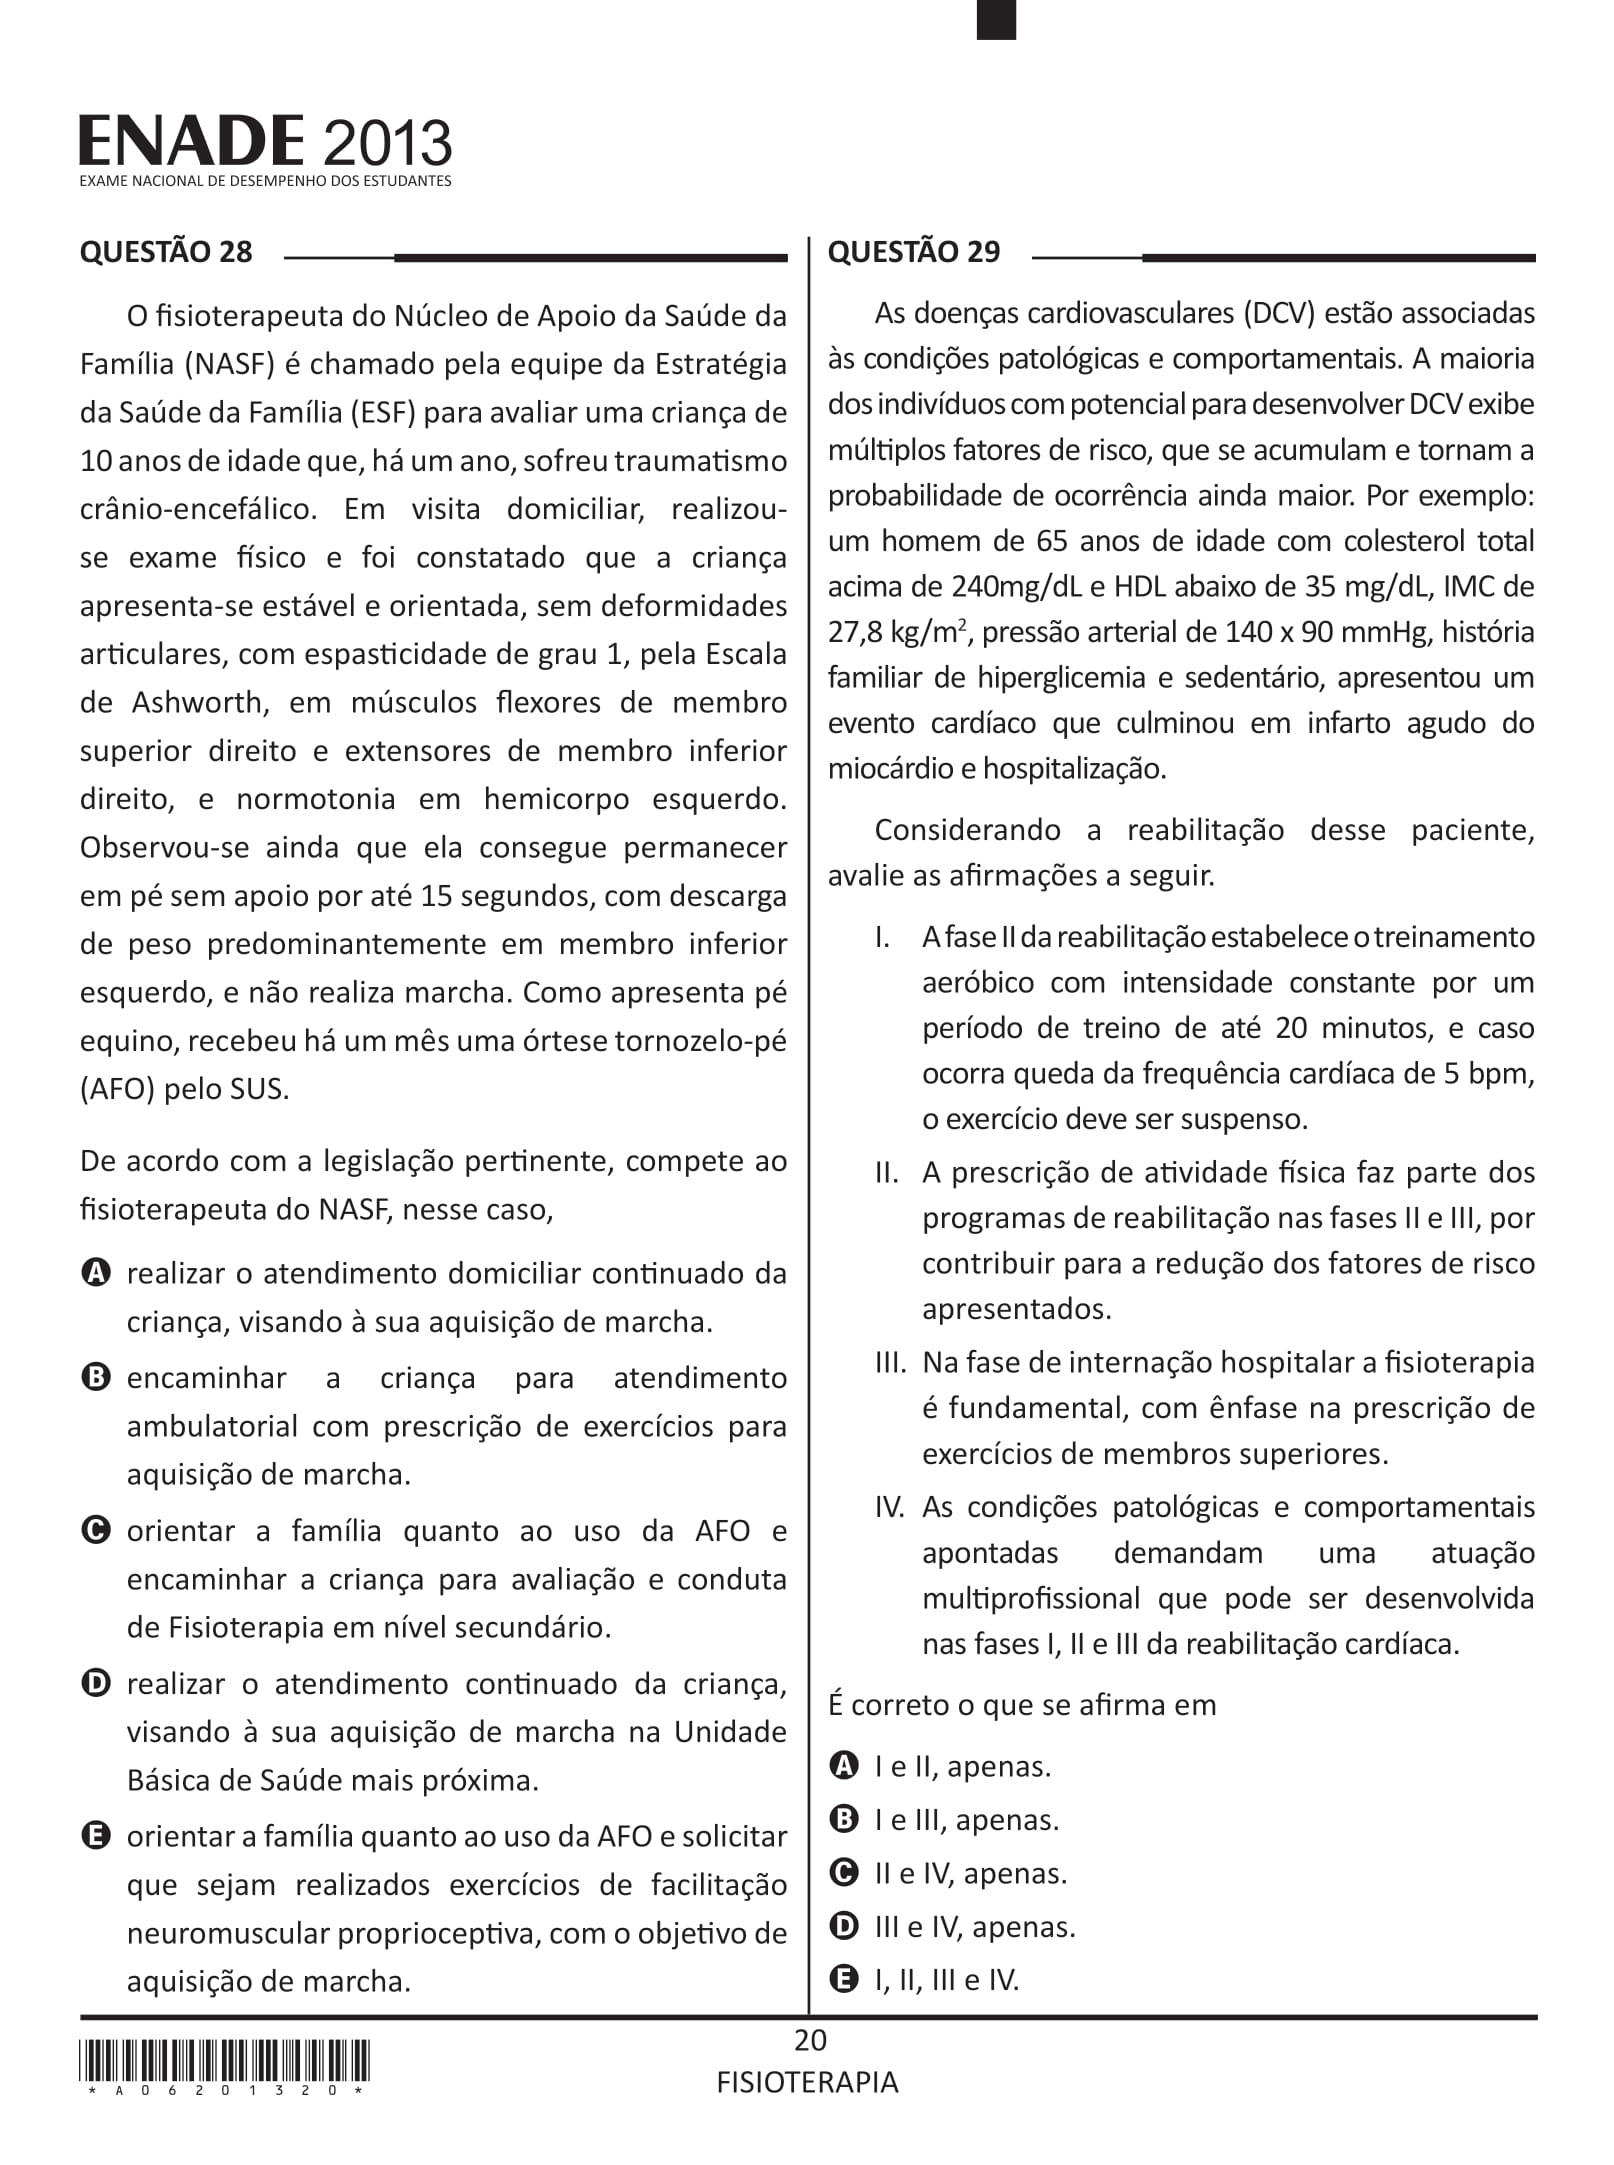 ENADE 2013
EXAME NACIONAL DE DESEMPENHO DOS ESTUDANTES
QUESTÃO 28
O fisioterapeuta do Núcleo de Apoio da Saúde da
Família (NASF) é chamado pela equipe da Estratégia
da Saúde da Família (ESF) para avaliar uma criança de
10 anos de idade que, há um ano, sofreu traumatismo
crânio-encefálico. Em visita domiciliar, realizou-
se exame físico e foi constatado que a criança
apresenta-se estável e orientada, sem deformidades
articulares, com espasticidade de grau 1, pela Escala
de Ashworth, em músculos flexores de membro
superior direito e extensores de membro inferior
direito, e normotonia em hemicorpo esquerdo.
Observou-se ainda que ela consegue permanecer
em pé sem apoio por até 15 segundos, com descarga
de peso predominantemente em membro inferior
esquerdo, e não realiza marcha. Como apresenta pé
equino, recebeu há um mês uma órtese tornozelo-pé
(AFO) pelo SUS.
De acordo com a legislação pertinente, compete ao
fisioterapeuta do NASF, nesse caso,
A realizar o atendimento domiciliar continuado da
criança, visando à sua aquisição de marcha.
B encaminhar a criança para atendimento
ambulatorial com prescrição de exercícios para
aquisição de marcha.
C orientar a família quanto ao uso da AFO e
encaminhar a criança para avaliação e conduta
de Fisioterapia em nível secundário.
D realizar o atendimento continuado da criança,
visando à sua aquisição de marcha na Unidade
Básica de Saúde mais próxima.
E orientar a família quanto ao uso da AFO e solicitar
que sejam realizados exercícios de facilitação
neuromuscular proprioceptiva, com o objetivo de
aquisição de marcha.
QUESTÃO 29
As doenças cardiovasculares (DCV) estão associadas
às condições patológicas e comportamentais. A maioria
dos indivíduos com potencial para desenvolver DCV exibe
múltiplos fatores de risco, que se acumulam e tornam a
probabilidade de ocorrência ainda maior. Por exemplo:
um homem de 65 anos de idade com colesterol total
acima de 240mg/dL e HDL abaixo de 35 mg/dL, IMC de
27,8 kg/m², pressão arterial de 140 x 90 mmHg, história
familiar de hiperglicemia e sedentário, apresentou um
evento cardíaco que culminou em infarto agudo do
miocárdio e hospitalização.
Considerando a reabilitação desse paciente,
avalie as afirmações a seguir.
I. A fase II da reabilitação estabelece o treinamento
aeróbico com intensidade constante por um
período de treino de até 20 minutos, e caso
ocorra queda da frequência cardíaca de 5 bpm,
o exercício deve ser suspenso.
II. A prescrição de atividade física faz parte dos
programas de reabilitação nas fases II e III, por
contribuir para a redução dos fatores de risco
apresentados.
III. Na fase de internação hospitalar a fisioterapia
é fundamental, com ênfase na prescrição de
exercícios de membros superiores.
IV. As condições patológicas e comportamentais
apontadas demandam uma atuação
multiprofissional que pode ser desenvolvida
nas fases I, II e III da reabilitação cardíaca.
É correto o que se afirma em
A I e II, apenas.
B I e III, apenas.
C II e IV, apenas.
D III e IV, apenas.
E I, II, III e IV.
20
FISIOTERAPIA
*A06201320*